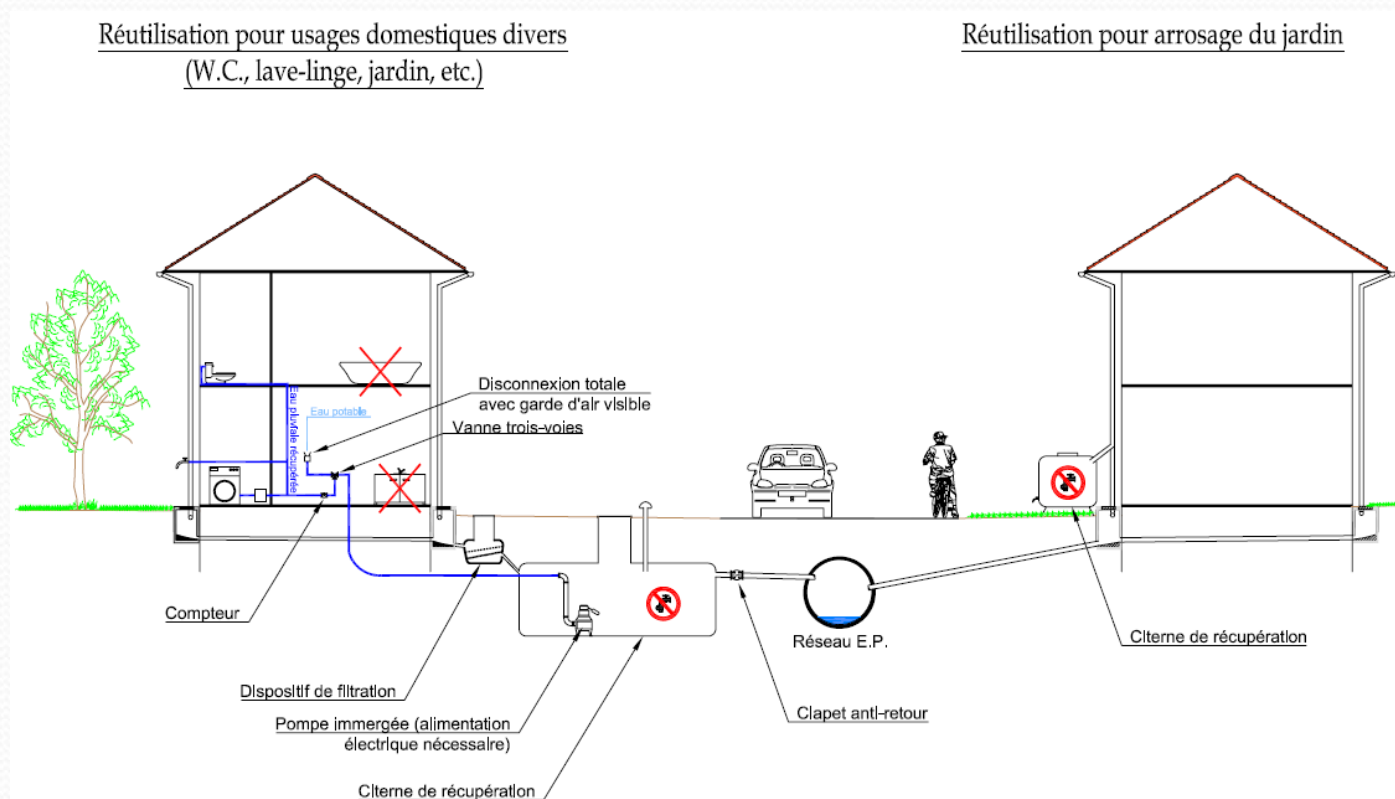 Réutilisation pour usages domestiques divers
(W.C., lave-linge, jardin, etc.)
Réutilisation pour arrosage du jardin
Disconnexion totale
avec garde d'air visible
Eau potable
Vanne trois-voies
Eau pluviale récupérée
Compteur
Réseau E.P.
Citerne de récupération
Dispositif de filtration
Clapet anti-retour
Pompe immergée (alimentation
électrique nécessaire)
Citerne de récupération